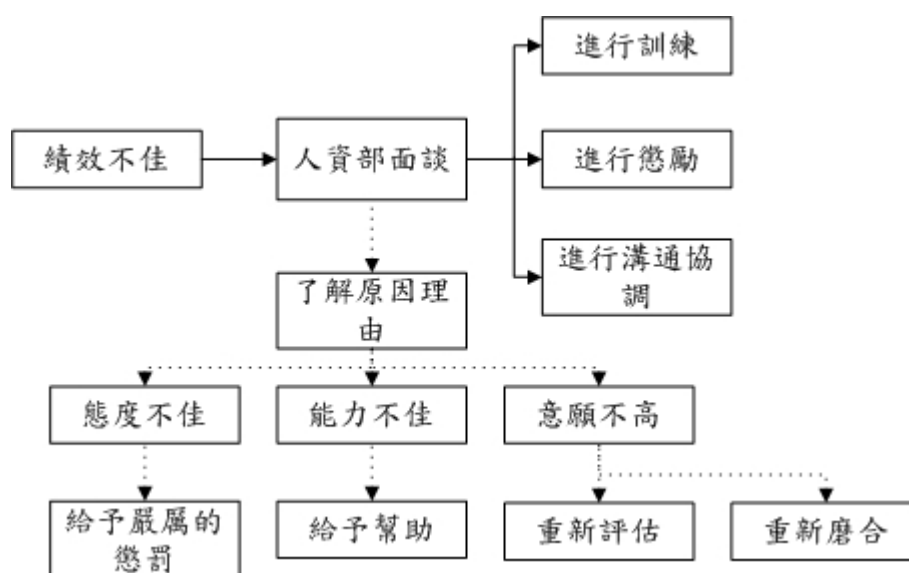 進行訓練
績效不佳
人資部面談
進行懲勵
進行溝通協
調
了解原因理
由
態度不佳
能力不佳
意願不高
給予嚴厲的
懲罰
給予幫助
重新評估
重新磨合